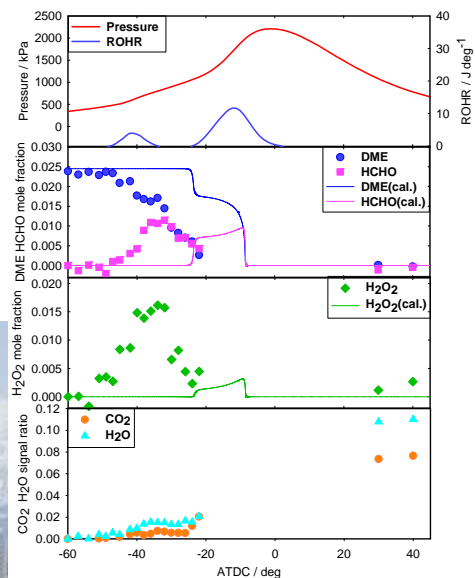 Pressure
ROHR
Pressure / kPa
2500
2000
1500
1000
500
0
ROHR / J deg-1
40
30
20
10
0
DME
HCHO
DME(cal.)
HCHO(cal.)
DME HCHO mole fraction
0.030
0.025
0.020
0.015
0.010
0.005
0.000
H2O2
H2O2(cal.)
H2O2 mole fraction
0.020
0.015
0.010
0.005
0.000
CO2
H2O
CO2 H2O signal ratio
0.12
0.10
0.08
0.06
0.04
0.02
0.00
-60 -40 -20 0 20 40
ATDC / deg